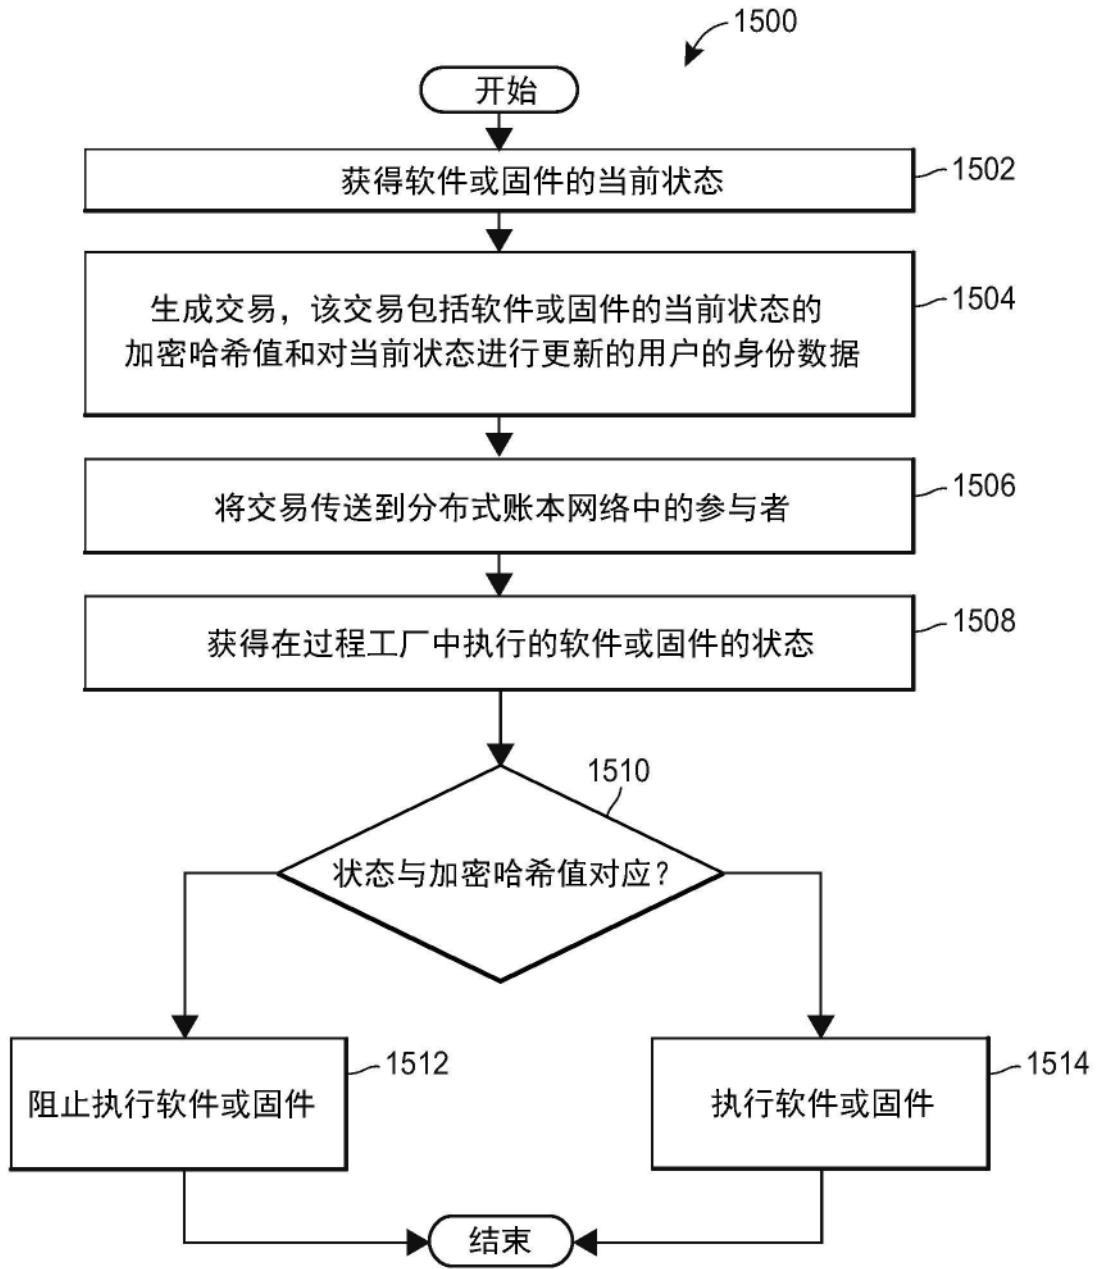 1500
开始
获得软件或固件的当前状态
1502
生成交易，该交易包括软件或固件的当前状态的
加密哈希值和对当前状态进行更新的用户的身份数据
1504
将交易传送到分布式账本网络中的参与者
1506
获得在过程工厂中执行的软件或固件的状态
1508
1510
状态与加密哈希值对应？
阻止执行软件或固件
1512
执行软件或固件
1514
结束